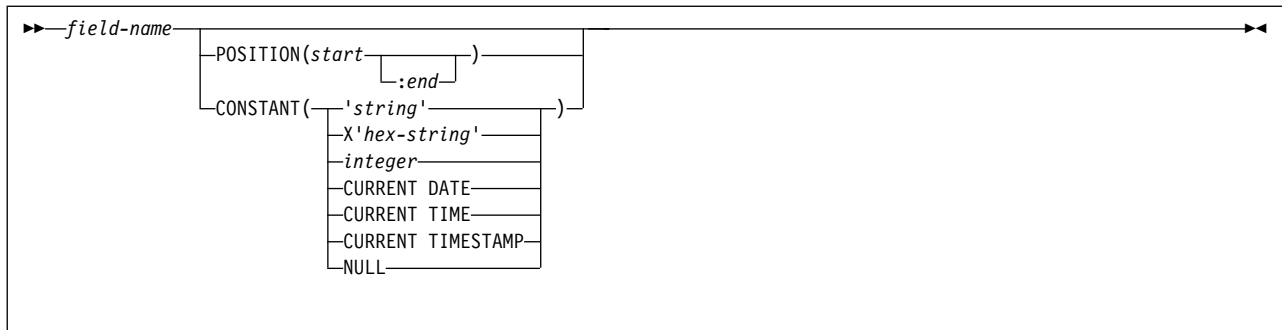 field-name
POSITION(start )
:end
CONSTANT( 'string' )
X'hex-string'
integer
CURRENT DATE
CURRENT TIME
CURRENT TIMESTAMP
NULL